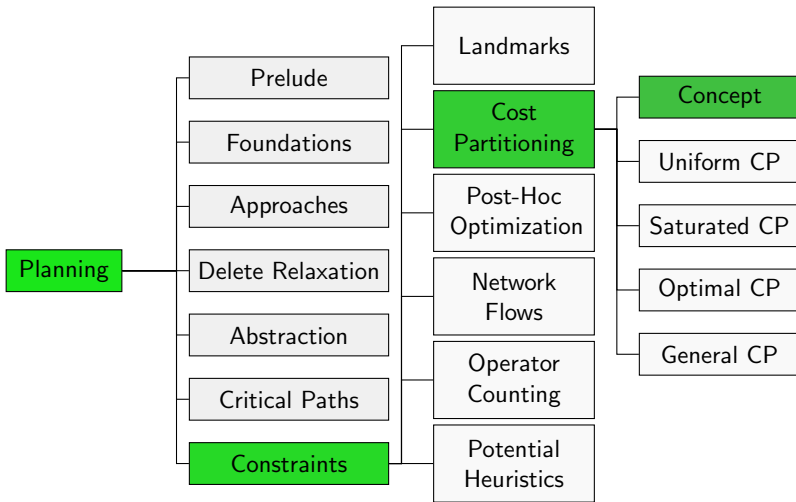 Planning
Prelude
Foundations
Approaches
Delete Relaxation
Abstraction
Critical Paths
Constraints
Landmarks
Cost
Partitioning
Post-Hoc
Optimization
Network
Flows
Operator
Counting
Potential
Heuristics
Concept
Uniform CP
Saturated CP
Optimal CP
General CP